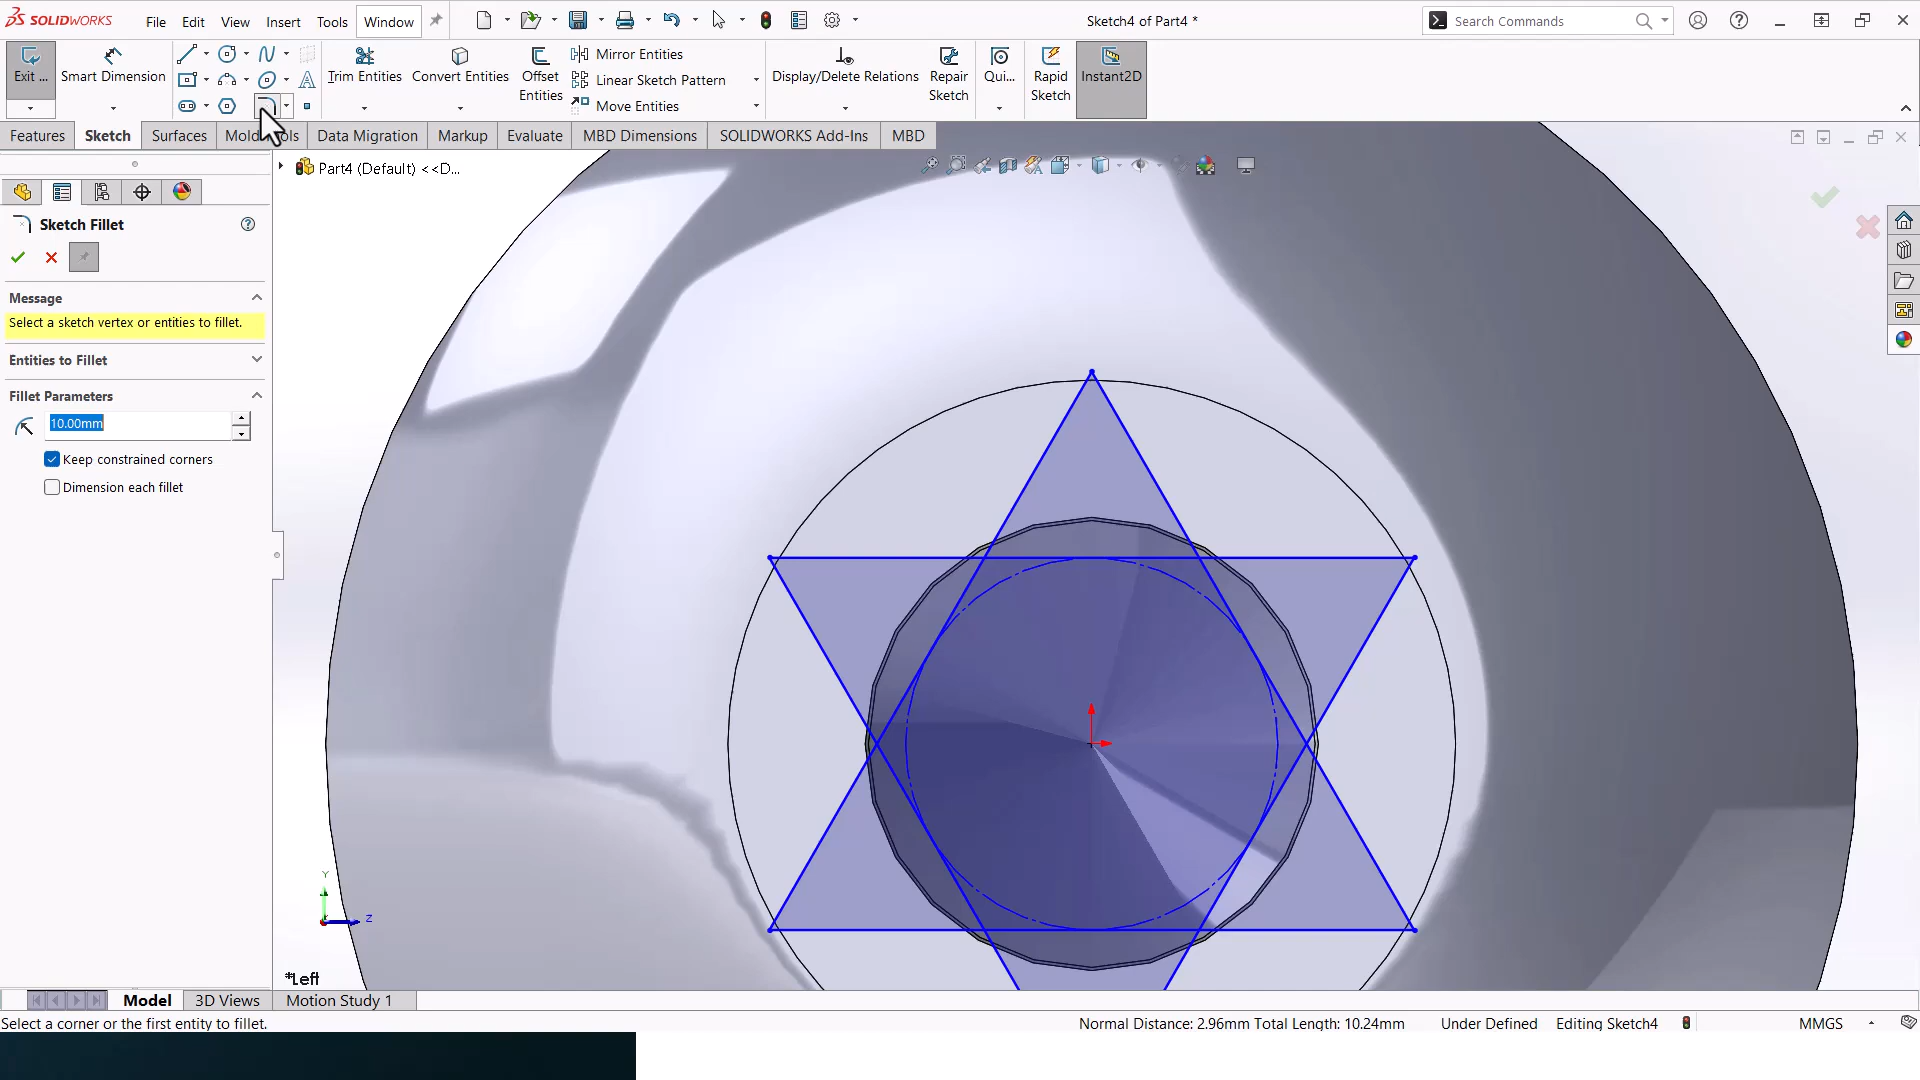 SOLIDWORKS
File Edit View Insert Tools Window
Sketch4 of Part4 *
Search Commands
Exit ...
Smart Dimension
Trim Entities
Convert Entities
Offset Entities
Mirror Entities
Linear Sketch Pattern
Move Entities
Display/Delete Relations
Repair Sketch
Qui...
Rapid Sketch
Instant2D
Features Sketch Surfaces Mold Tools Data Migration Markup Evaluate MBD Dimensions SOLIDWORKS Add-Ins MBD
Part4 (Default) <<D...
Sketch Fillet
Message
Select a sketch vertex or entities to fillet.
Entities to Fillet
Fillet Parameters
10.00mm
Keep constrained corners
Dimension each fillet
Y
Z
*Left
Model 3D Views Motion Study 1
Select a corner or the first entity to fillet.
Normal Distance: 2.96mm Total Length: 10.24mm Under Defined Editing Sketch4 MMGS